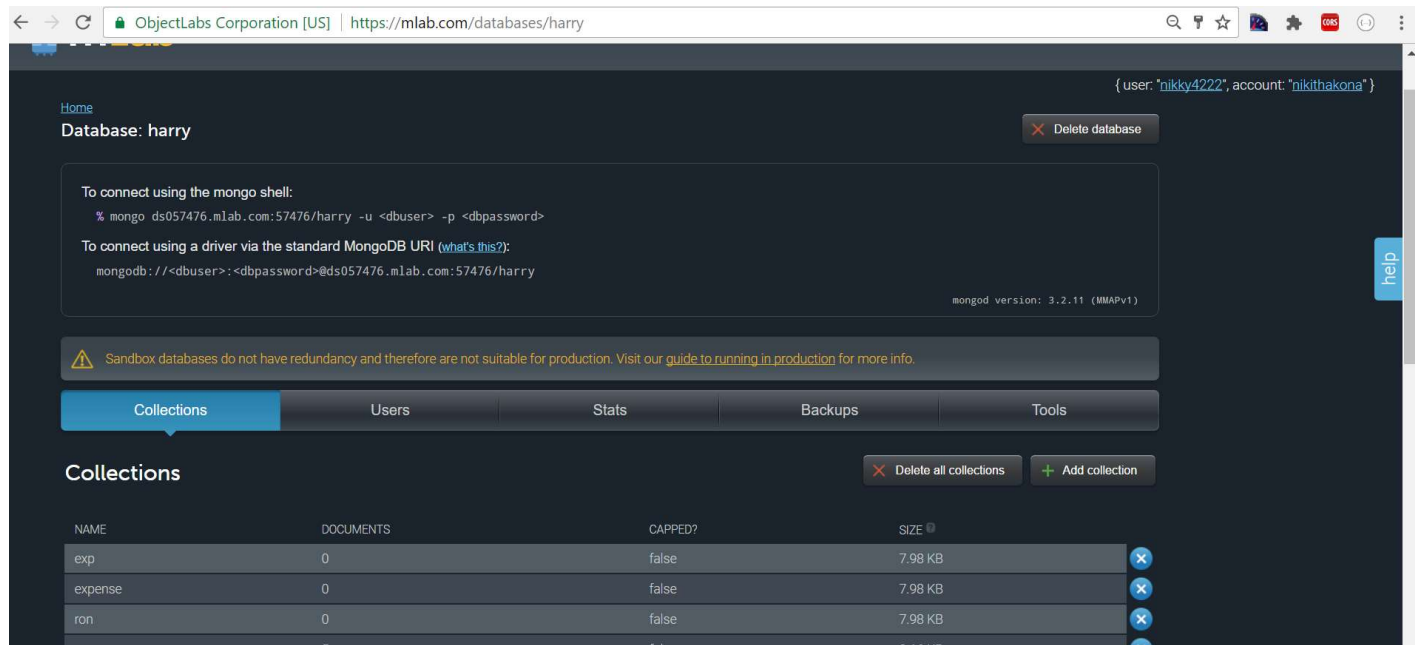 ObjectLabs Corporation [US] | https://mlab.com/databases/harry
CORS
{ user: "nikky4222", account: "nikithakona" }
Home
Database: harry
Delete database
To connect using the mongo shell:
% mongo ds057476.mlab.com:57476/harry -u <dbuser> -p <dbpassword>
To connect using a driver via the standard MongoDB URI (what's this?):
mongodb://<dbuser>:<dbpassword>@ds057476.mlab.com:57476/harry
help
mongod version: 3.2.11 (MMAPv1)
Sandbox databases do not have redundancy and therefore are not suitable for production. Visit our guide to running in production for more info.
Collections Users Stats Backups Tools
Collections
Delete all collections + Add collection
NAME DOCUMENTS CAPPED? SIZE
exp 0 false 7.98 KB
expense 0 false 7.98 KB
ron 0 false 7.98 KB